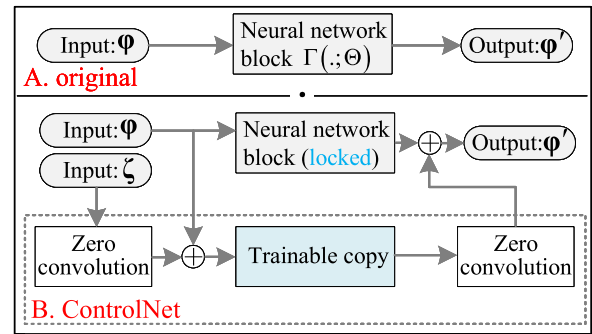 Input:φ
Neural network
block Γ(.;Θ)
Output:φ′
A. original
Input:φ
Input:ζ
Neural network
block (locked)
Output:φ′
Zero
convolution
Trainable copy
Zero
convolution
B. ControlNet